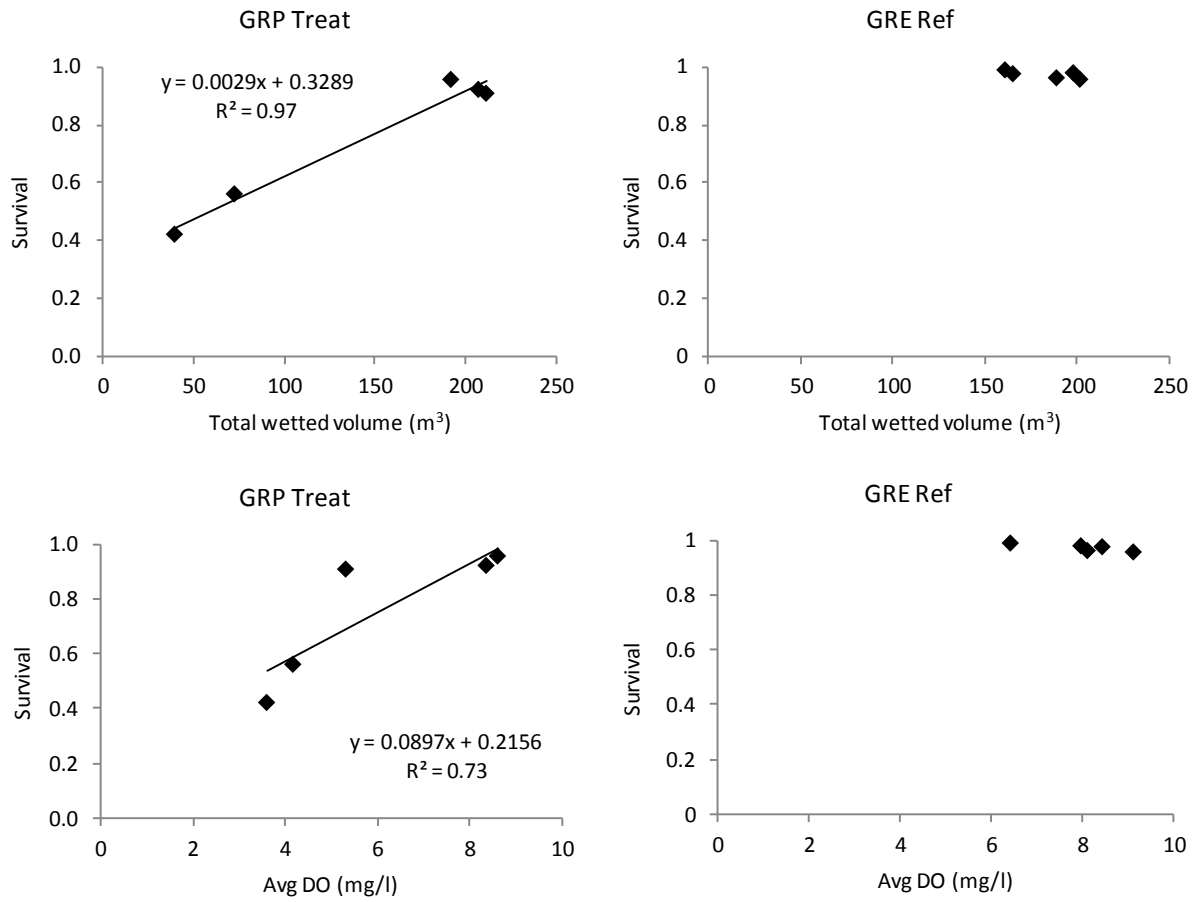 GRP Treat
y = 0.0029x + 0.3289
R² = 0.97
1.0
0.8
0.6
0.4
0.2
0.0
Survival
0 50 100 150 200 250
Total wetted volume (m³)
GRE Ref
1
0.8
0.6
0.4
0.2
0
Survival
0 50 100 150 200 250
Total wetted volume (m³)
GRP Treat
1.0
0.8
0.6
0.4
0.2
0.0
Survival
y = 0.0897x + 0.2156
R² = 0.73
0 2 4 6 8 10
Avg DO (mg/l)
GRE Ref
1
0.8
0.6
0.4
0.2
0
Survival
0 1 2 3 4 5 6 7 8 9 10
Avg DO (mg/l)